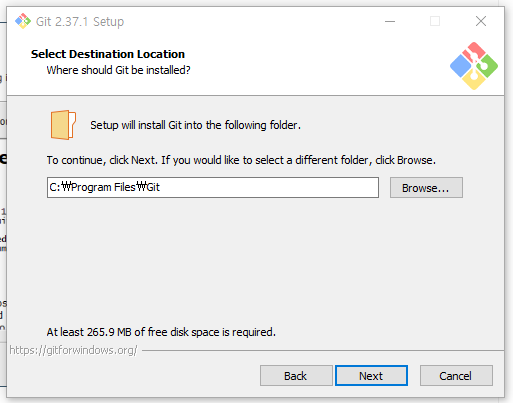 Git 2.37.1 Setup
Select Destination Location
Where should Git be installed?
Setup will install Git into the following folder.
To continue, click Next. If you would like to select a different folder, click Browse.
C:₩Program Files₩Git
Browse...
At least 265.9 MB of free disk space is required.
https://gitforwindows.org/
Back
Next
Cancel